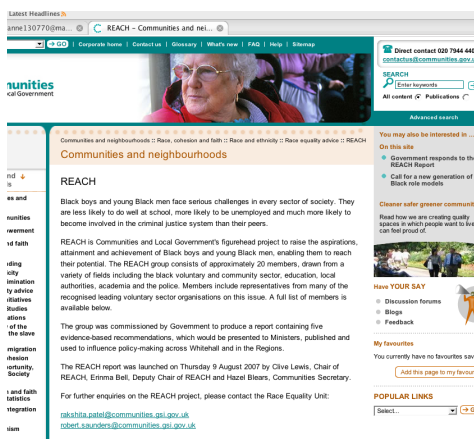 Latest Headlines
anne130770@ma...
REACH - Communities and nei...
GO | Corporate home | Contact us | Glossary | What's new | FAQ | Help | Sitemap
Direct contact 020 7944 440
contactus@communities.gov.u
SEARCH
Enter keywords
All content Publications
Advanced search
unities
ocal Government
Communities and neighbourhoods :: Race, cohesion and faith :: Race and ethnicity :: Race equality advice :: REACH
Communities and neighbourhoods
REACH
Black boys and young Black men face serious challenges in every sector of society. They
are less likely to do well at school, more likely to be unemployed and much more likely to
become involved in the criminal justice system than their peers.
REACH is Communities and Local Government's figurehead project to raise the aspirations,
attainment and achievement of Black boys and young Black men, enabling them to reach
their potential. The REACH group consists of approximately 20 members, drawn from a
variety of fields including the black voluntary and community sector, education, local
authorities, academia and the police. Members include representatives from many of the
recognised leading voluntary sector organisations on this issue. A full list of members is
available below.
The group was commissioned by Government to produce a report containing five
evidence-based recommendations, which would be presented to Ministers, published and
used to influence policy-making across Whitehall and in the Regions.
The REACH report was launched on Thursday 9 August 2007 by Clive Lewis, Chair of
REACH, Erinma Bell, Deputy Chair of REACH and Hazel Blears, Communities Secretary.
For further enquiries on the REACH project, please contact the Race Equality Unit:
rakshita.patel@communities.gsi.gov.uk
robert.saunders@communities.gsi.gov.uk
nd
ls
es and
munities
werment
nd faith
ading
icity
imination
ty advice
itiatives
Studies
ations
of the
the slave
migration
hesion
ortunity,
Society
and faith
tatistics
ntegration
nism
You may also be interested in ...
On this site
Government responds to the
REACH Report
Call for a new generation of
Black role models
Cleaner safer greener communit
Read how we are creating quality
spaces in which people want to live
can feel proud of.
Have YOUR SAY
Discussion forums
Blogs
Feedback
My favourites
You currently have no favourites sav
Add this page to my favour
POPULAR LINKS
Select...
G